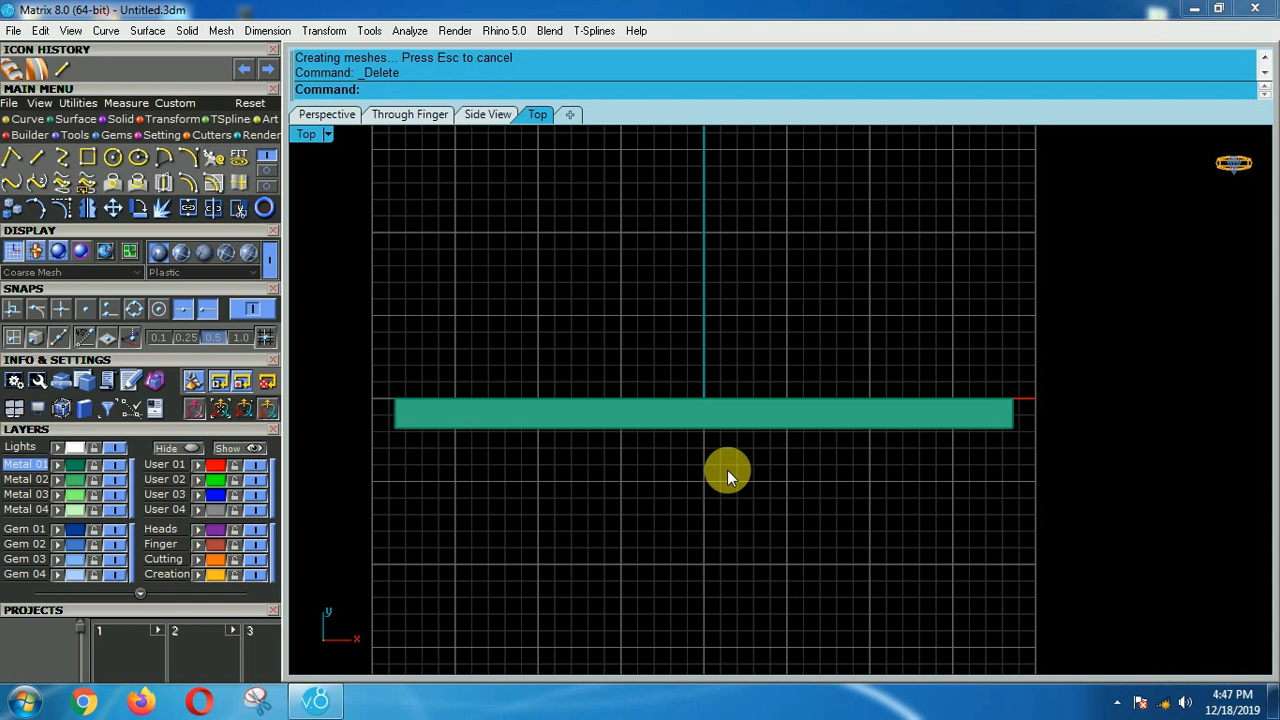 Matrix 8.0 (64-bit) - Untitled.3dm
File Edit View Curve Surface Solid Mesh Dimension Transform Tools Analyze Render Rhino 5.0 Blend T-Splines Help
ICON HISTORY
Creating meshes... Press Esc to cancel
Command: _Delete
Command:
MAIN MENU
File View Utilities Measure Custom Reset
Curve Surface Solid Transform TSpline Art
Builder Tools Gems Setting Cutters Render
FIT
Perspective Through Finger Side View Top
Top
DISPLAY
Coarse Mesh Plastic
SNAPS
0.1 0.25 0.5 1.0
INFO & SETTINGS
LAYERS
Lights Hide Show
Metal 01 User 01
Metal 02 User 02
Metal 03 User 03
Metal 04 User 04
Gem 01 Heads
Gem 02 Finger
Gem 03 Cutting
Gem 04 Creation
PROJECTS
1 2 3
y
x
v8
4:47 PM
12/18/2019